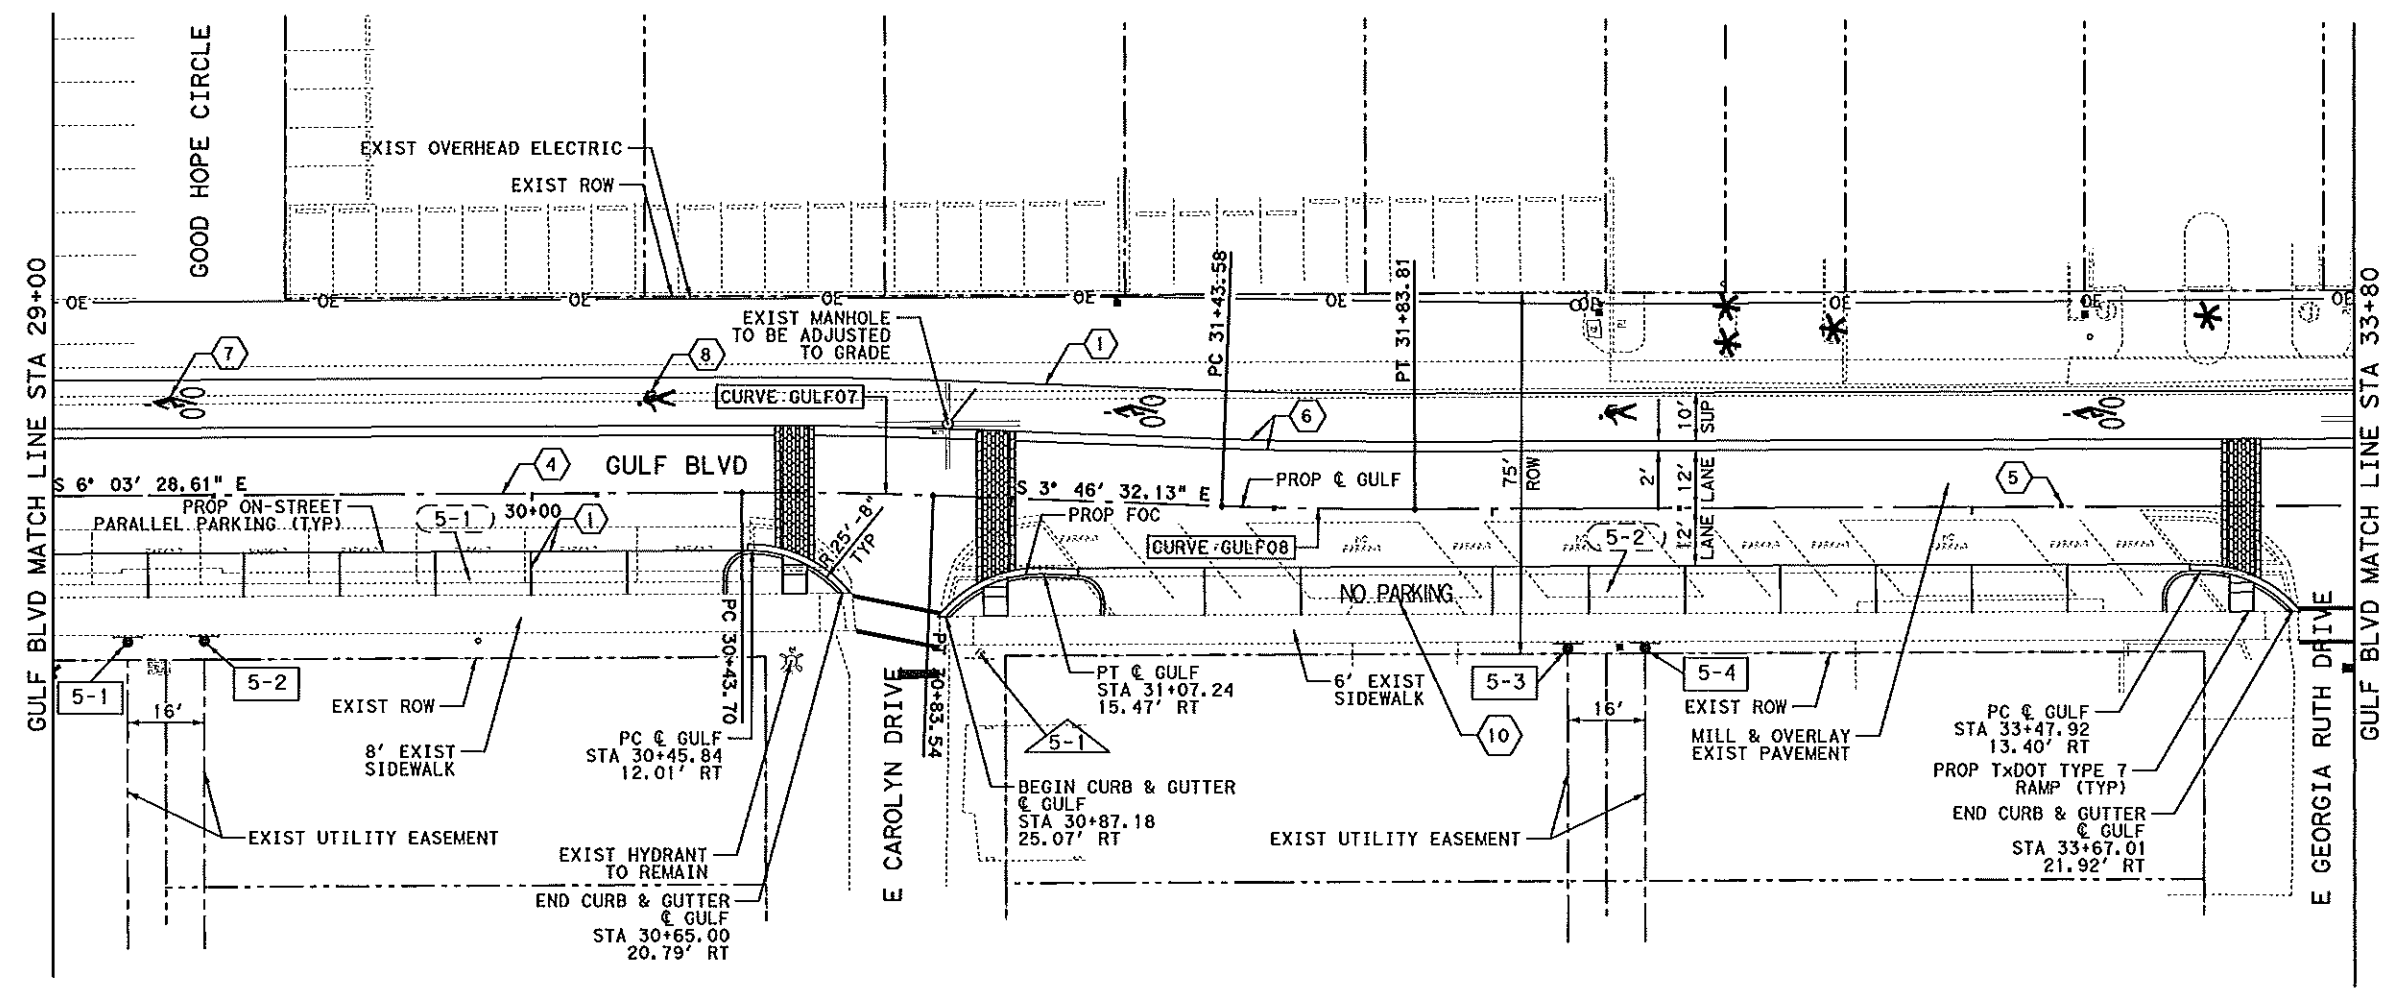 GULF BLVD MATCH LINE STA 29+00
GOOD HOPE CIRCLE
EXIST OVERHEAD ELECTRIC
EXIST ROW
OE
OE
OE
OE
OE
OE
OE
OE
OE
OE
EXIST MANHOLE
TO BE ADJUSTED
TO GRADE
7
8
1
PC 31+43.58
PT 31+83.81
CURVE GULF07
6
10'
SUP
4
GULF BLVD
S 6° 03' 28.61" E
PROP ON-STREET
PARALLEL PARKING (TYP)
5-1
30+00
1
R 25'-8"
TYP
S 3° 46' 32.13" E
PROP ℄ GULF
PROP FOC
CURVE GULF08
75'
ROW
2'
12'
LANE
12'
LANE
5
5-2
NO PARKING
PC 30+43.70
PT 30+83.54
5-1
5-2
16'
EXIST ROW
8' EXIST
SIDEWALK
PC ℄ GULF
STA 30+45.84
12.01' RT
E CAROLYN DRIVE
5-1
PT ℄ GULF
STA 31+07.24
15.47' RT
6' EXIST
SIDEWALK
5-3
5-4
16'
10
EXIST ROW
MILL & OVERLAY
EXIST PAVEMENT
PC ℄ GULF
STA 33+47.92
13.40' RT
PROP TxDOT TYPE 7
RAMP (TYP)
END CURB & GUTTER
℄ GULF
STA 33+67.01
21.92' RT
BEGIN CURB & GUTTER
℄ GULF
STA 30+87.18
25.07' RT
EXIST UTILITY EASEMENT
EXIST UTILITY EASEMENT
EXIST HYDRANT
TO REMAIN
END CURB & GUTTER
℄ GULF
STA 30+65.00
20.79' RT
E GEORGIA RUTH DRIVE
GULF BLVD MATCH LINE STA 33+80